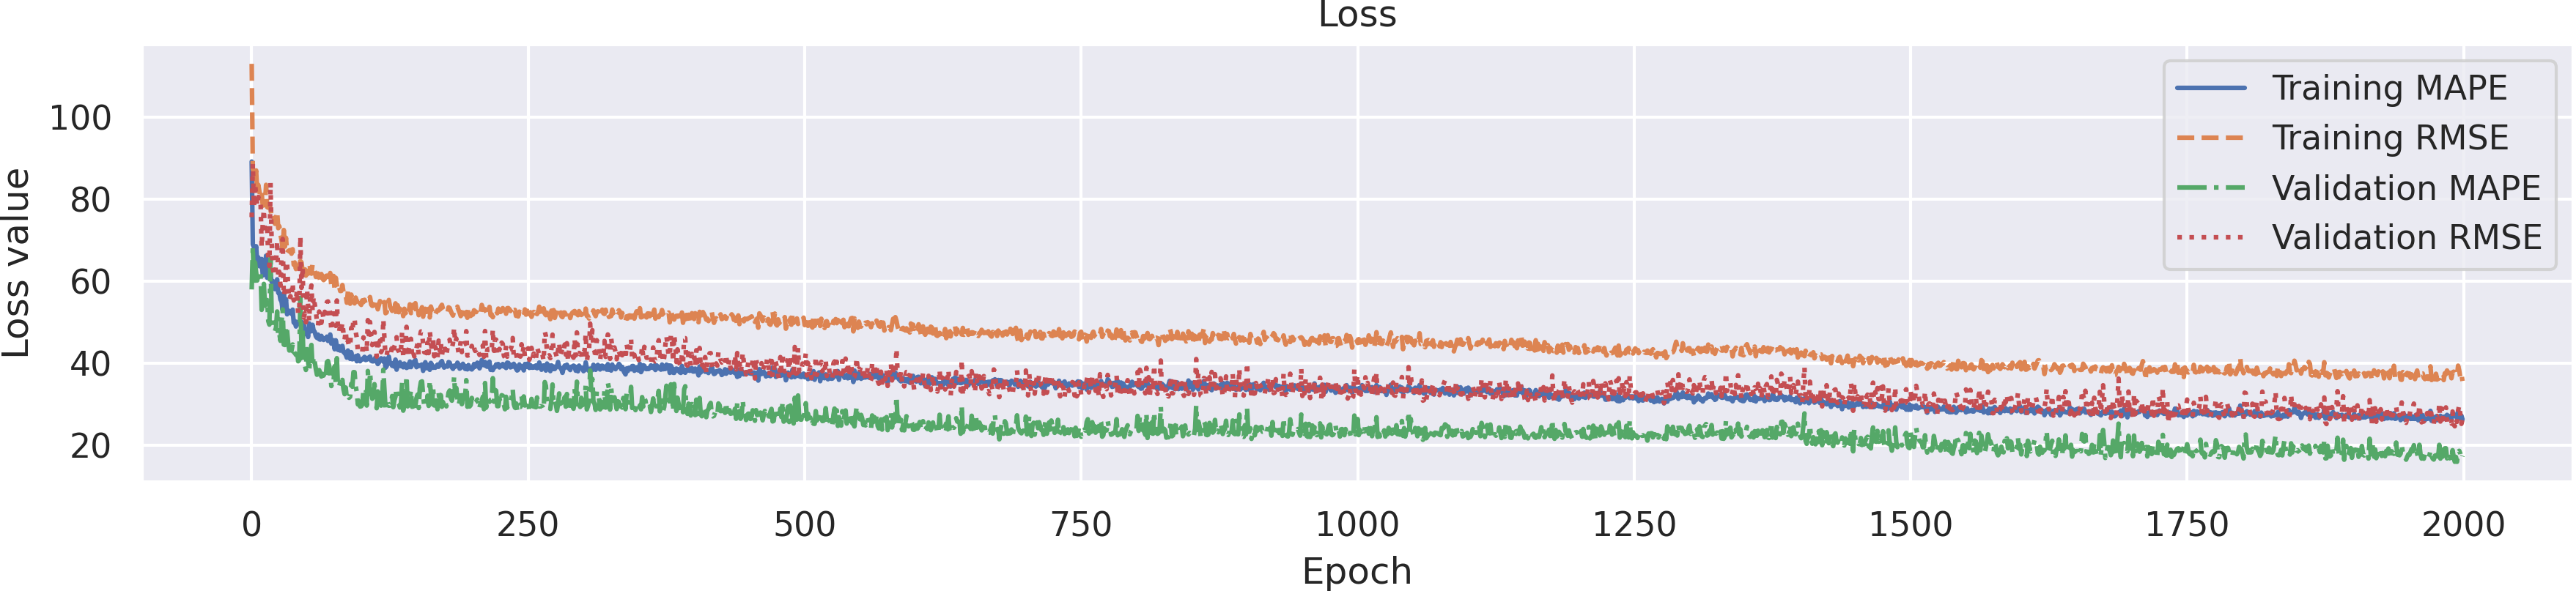 Loss
Loss value
100
80
60
40
20
Training MAPE
Training RMSE
Validation MAPE
Validation RMSE
0 250 500 750 1000 1250 1500 1750 2000
Epoch